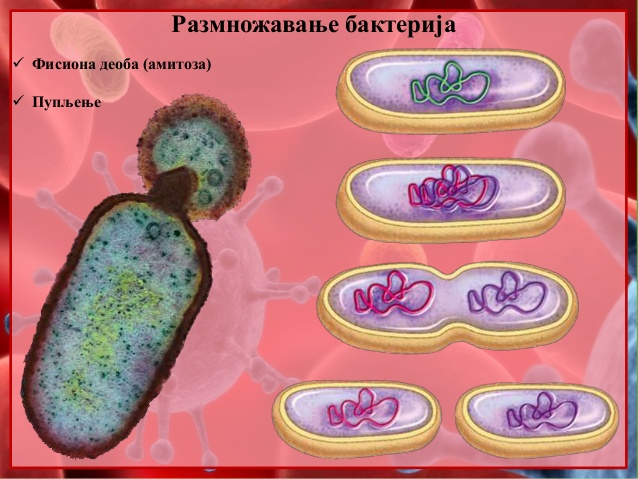 Размножавање бактерија
Фисиона деоба (амитоза)
Пупљење